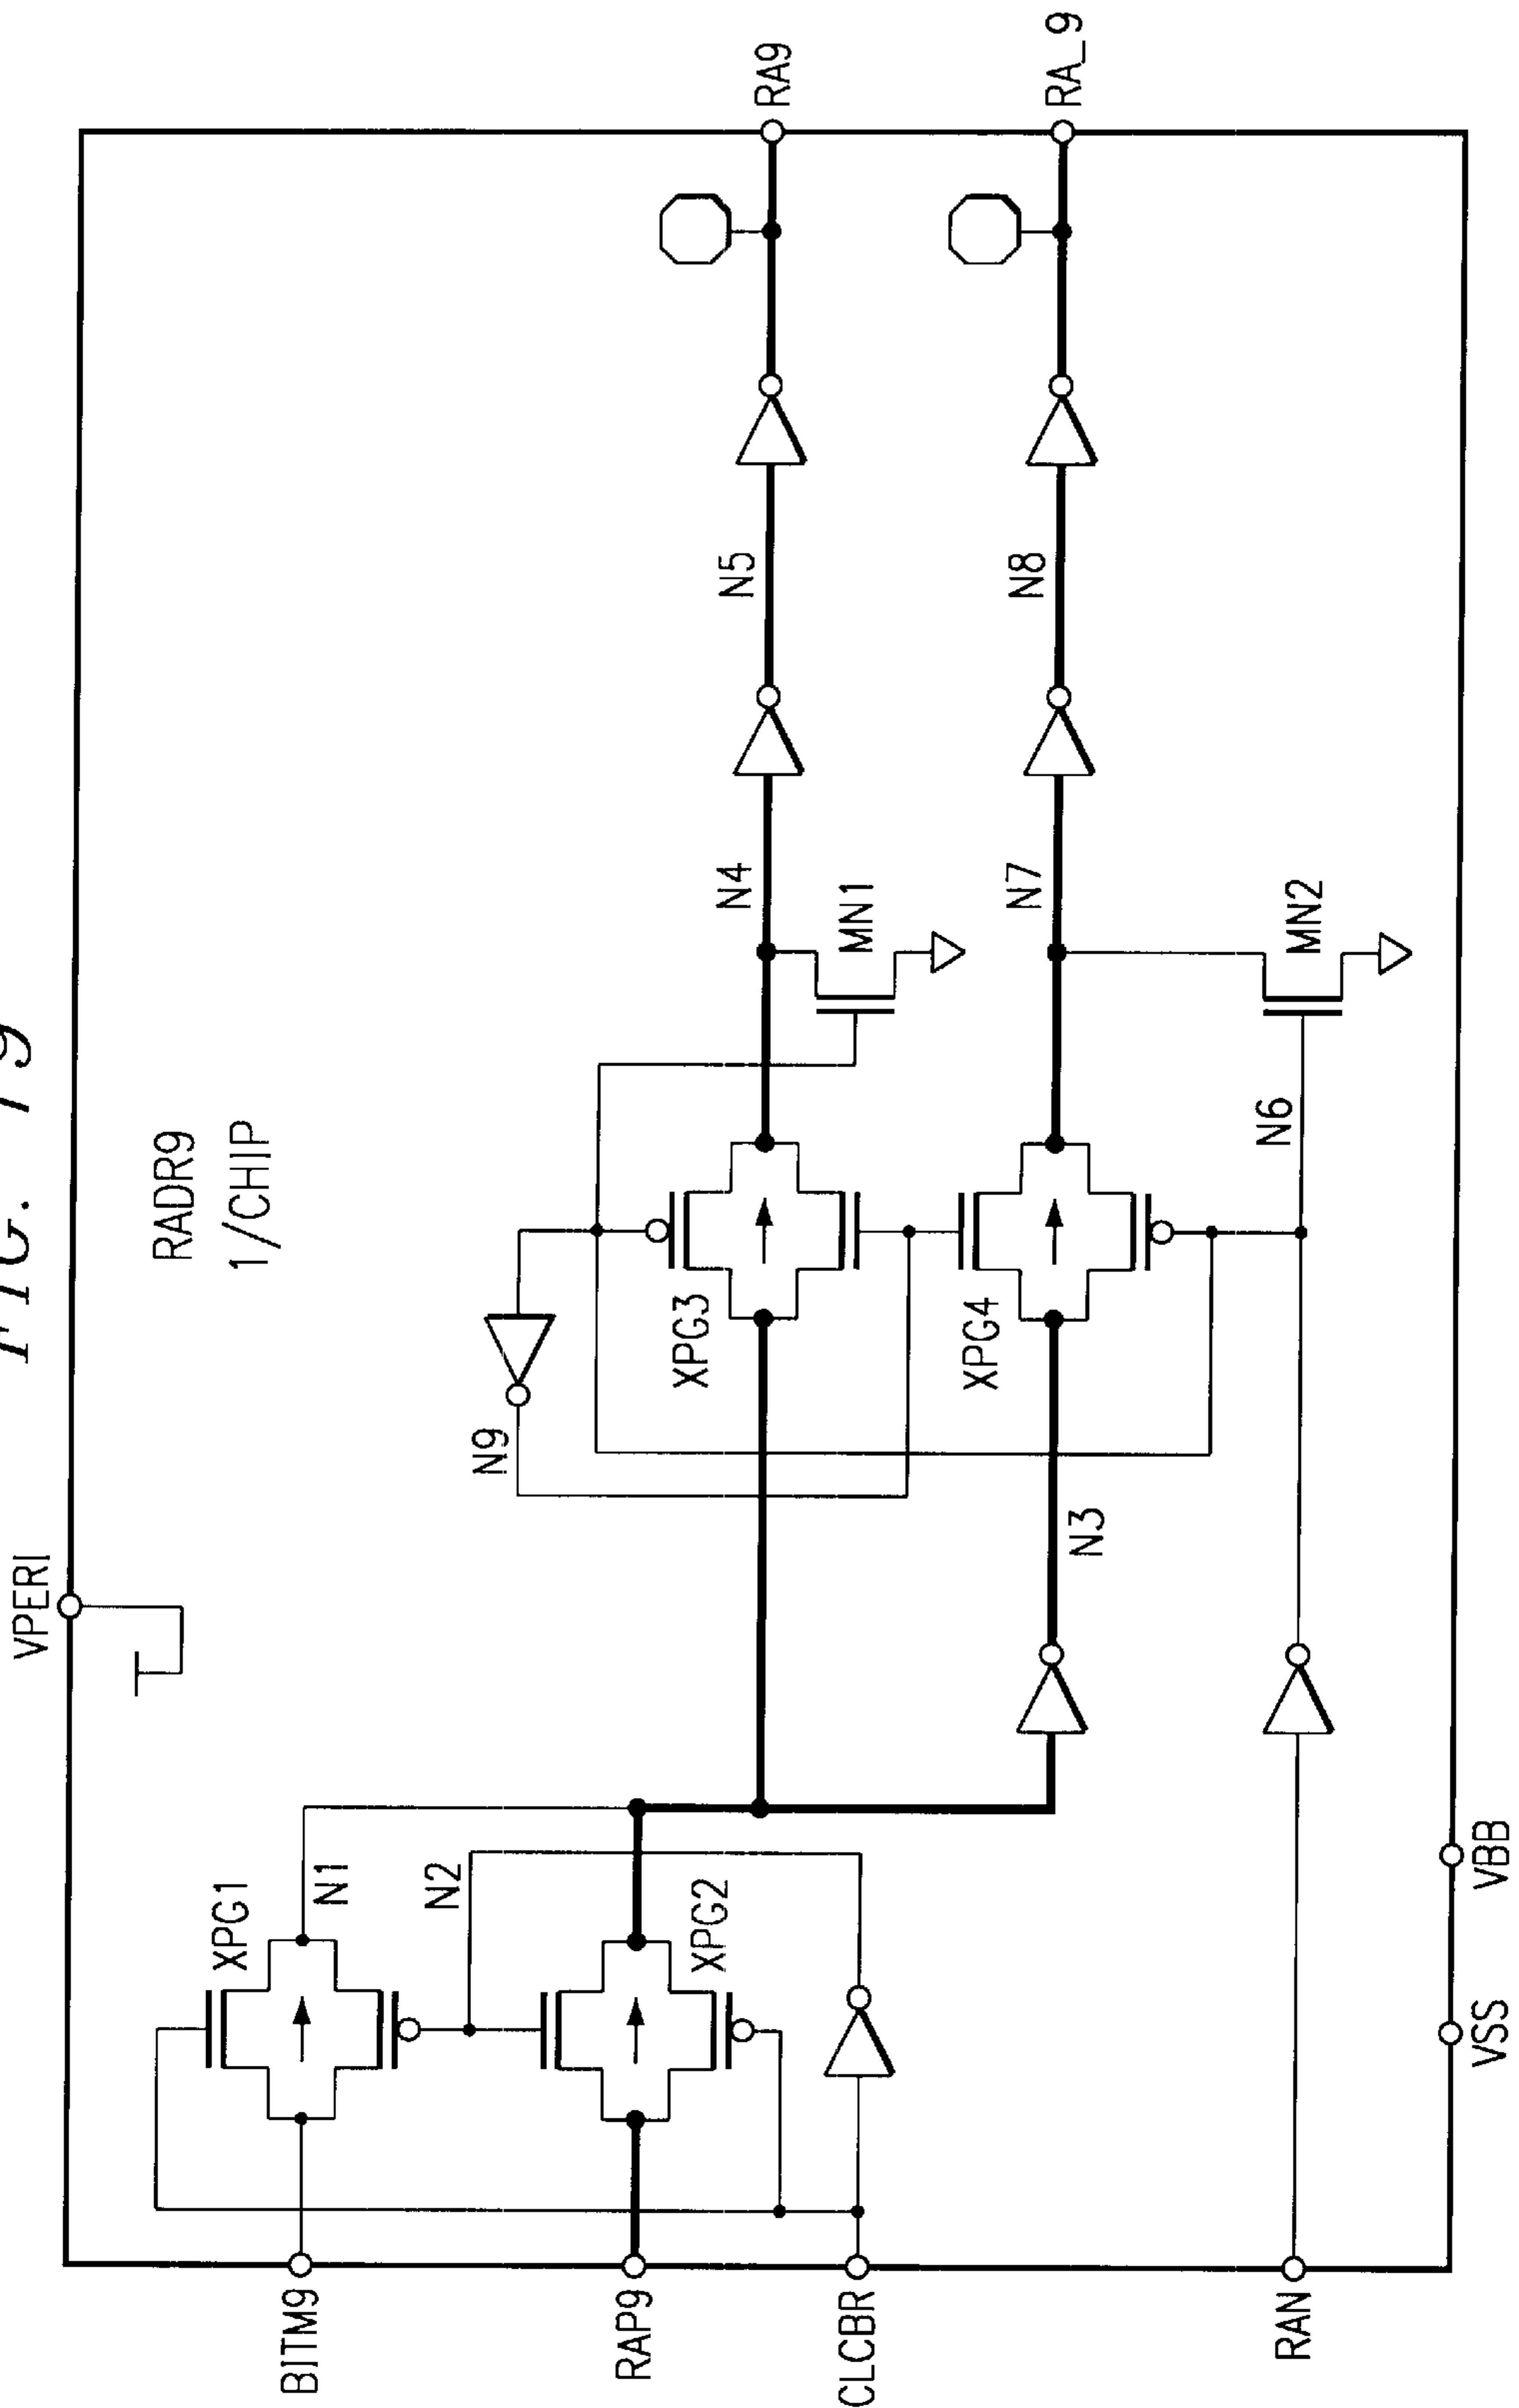 FIG. 19
RADR9
1/CHIP
VPERI
BITM9
RAP9
CLCBR
RAN
XPG1
N1
N2
XPG2
N3
N9
XPG3
XPG4
N6
N4
MN1
N7
MN2
N5
N8
RA9
RA_9
VSS
VBB